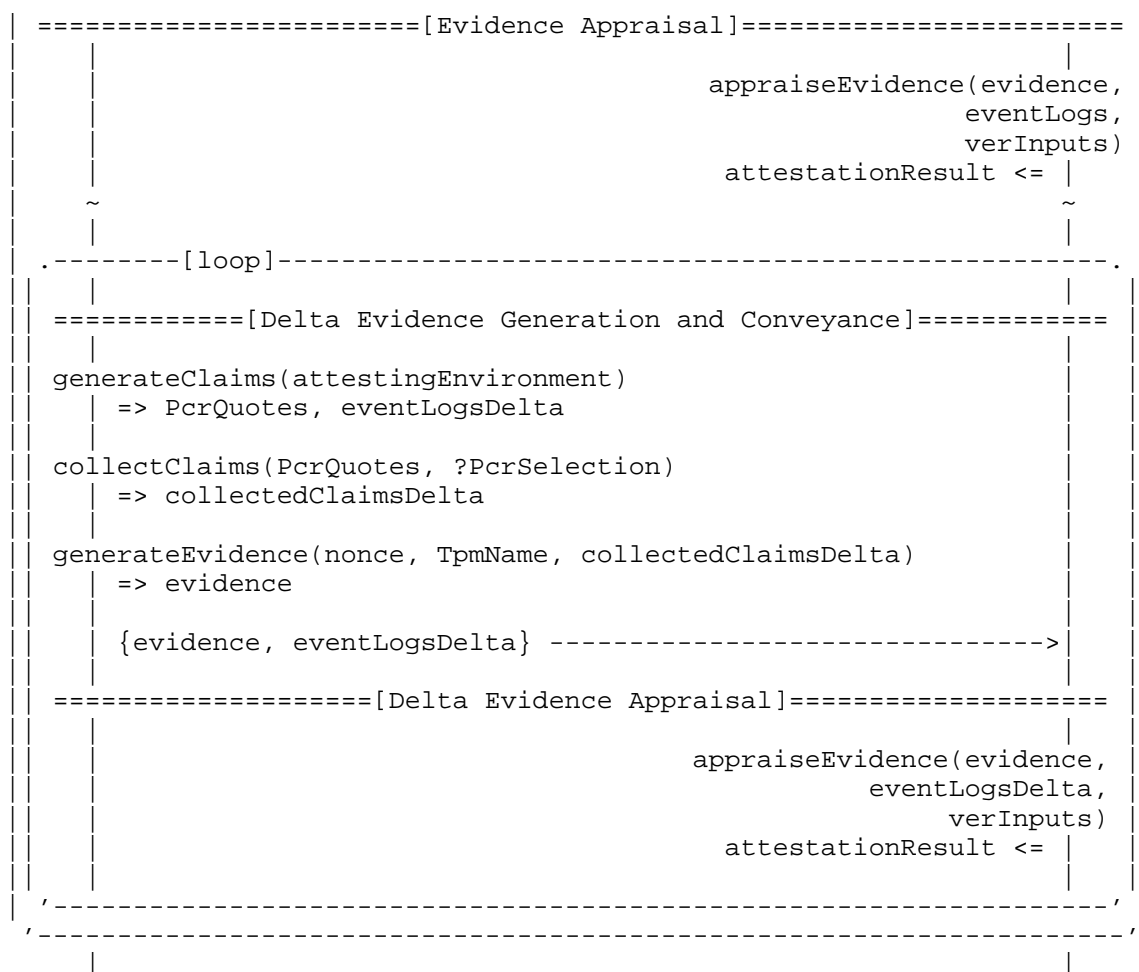 =======================[Evidence Appraisal]=======================
appraiseEvidence(evidence,
eventLogs,
verInputs)
attestationResult <=
~ ~
.--------[loop]----------------------------------------------------.
============[Delta Evidence Generation and Conveyance]============
generateClaims(attestingEnvironment)
=> PcrQuotes, eventLogsDelta
collectClaims(PcrQuotes, ?PcrSelection)
=> collectedClaimsDelta
generateEvidence(nonce, TpmName, collectedClaimsDelta)
=> evidence
{evidence, eventLogsDelta} ------------------------------->
====================[Delta Evidence Appraisal]====================
appraiseEvidence(evidence,
eventLogsDelta,
verInputs)
attestationResult <=